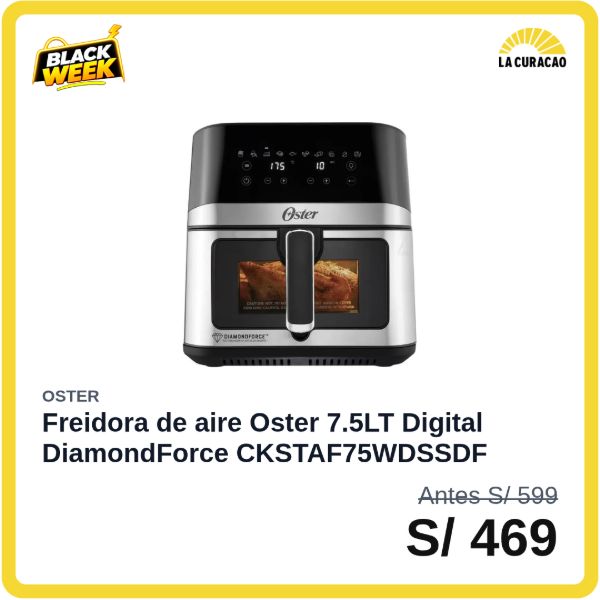 BLACK
WEEK
LA CURACAO
175
10
Oster
DIAMONDFORCE™
OSTER
Freidora de aire Oster 7.5LT Digital
DiamondForce CKSTAF75WDSSDF
Antes S/ 599
S/ 469